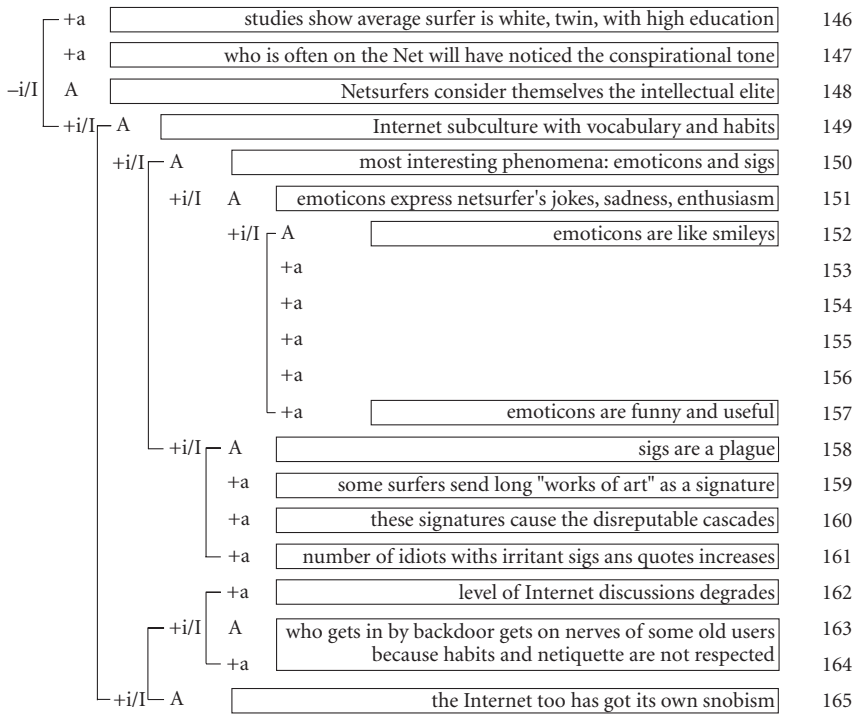 +a studies show average surfer is white, twin, with high education 146
+a who is often on the Net will have noticed the conspirational tone 147
–i/I A Netsurfers consider themselves the intellectual elite 148
+i/I A Internet subculture with vocabulary and habits 149
+i/I A most interesting phenomena: emoticons and sigs 150
+i/I A emoticons express netsurfer's jokes, sadness, enthusiasm 151
+i/I A emoticons are like smileys 152
+a 153
+a 154
+a 155
+a 156
+a emoticons are funny and useful 157
+i/I A sigs are a plague 158
+a some surfers send long "works of art" as a signature 159
+a these signatures cause the disreputable cascades 160
+a number of idiots withs irritant sigs ans quotes increases 161
+a level of Internet discussions degrades 162
+i/I A who gets in by backdoor gets on nerves of some old users 163
+a because habits and netiquette are not respected 164
+i/I A the Internet too has got its own snobism 165